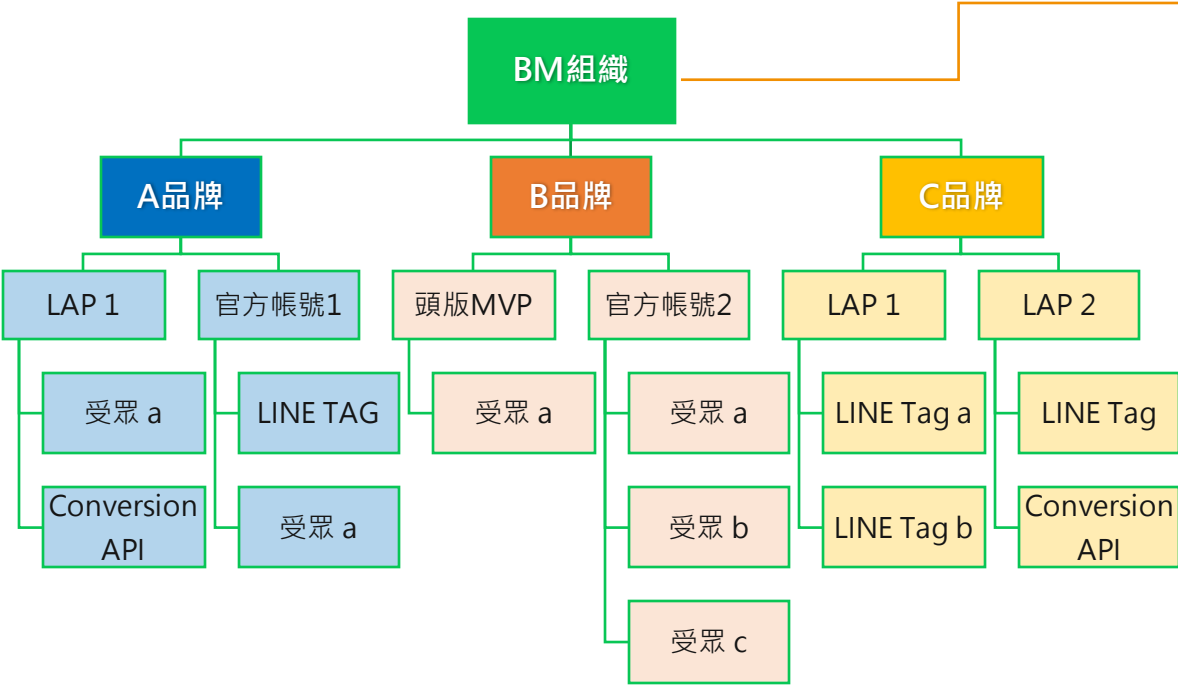 BM組織
A品牌
B品牌
C品牌
LAP 1
官方帳號1
頭版MVP
官方帳號2
LAP 1
LAP 2
受眾 a
LINE TAG
受眾 a
受眾 a
LINE Tag a
LINE Tag
Conversion
API
受眾 a
受眾 b
LINE Tag b
Conversion
API
受眾 c